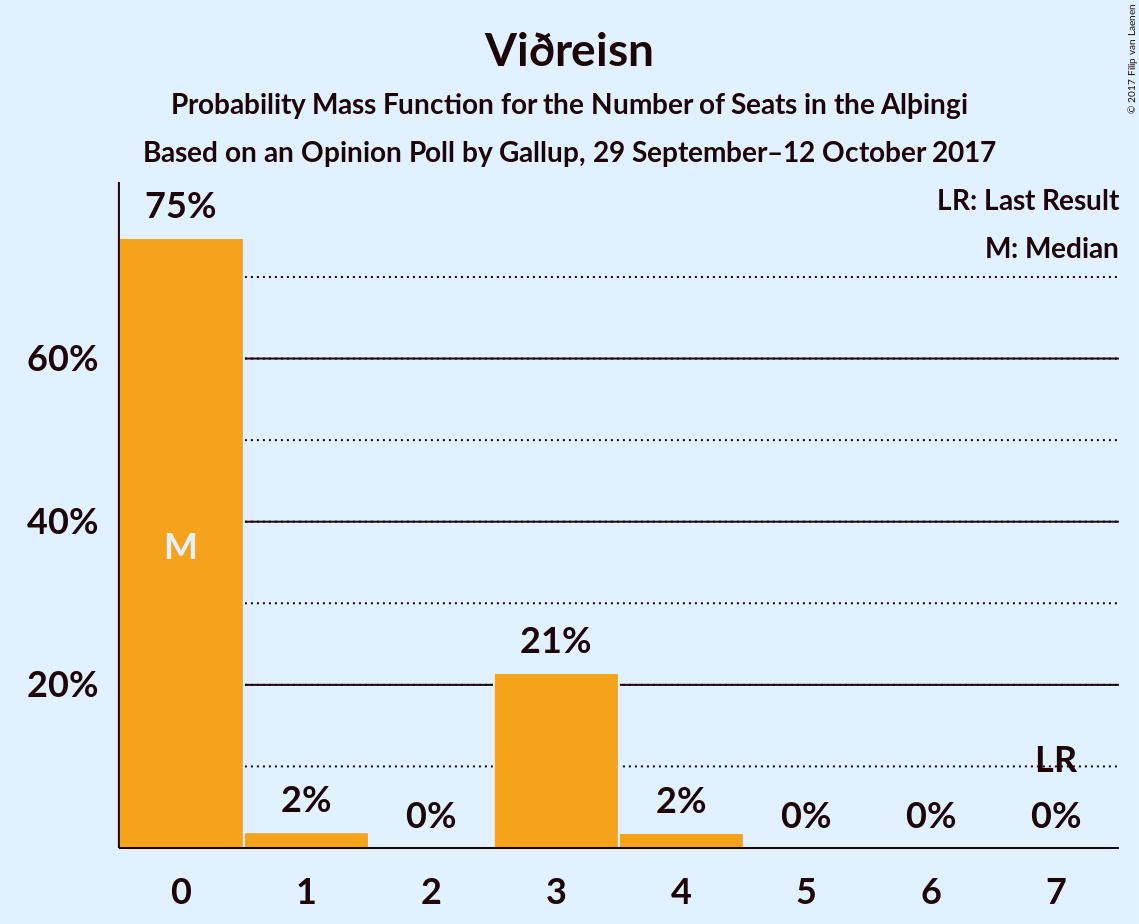 Viðreisn
Probability Mass Function for the Number of Seats in the Alþingi
Based on an Opinion Poll by Gallup, 29 September–12 October 2017
© 2017 Filip van Laenen
LR: Last Result
M: Median
75%
60%
40%
20%
M
2%
0%
21%
2%
0%
0%
LR
0%
0 1 2 3 4 5 6 7